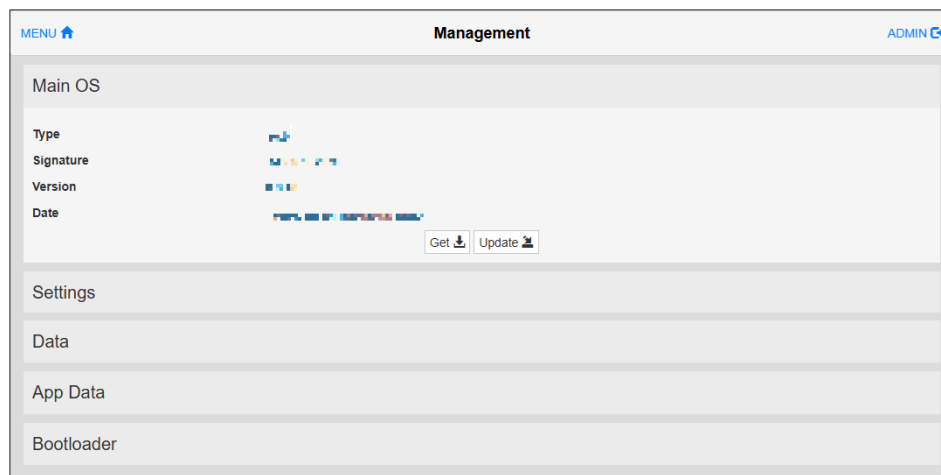 MENU Management ADMIN
Main OS
Type
Signature
Version
Date
Get Update
Settings
Data
App Data
Bootloader